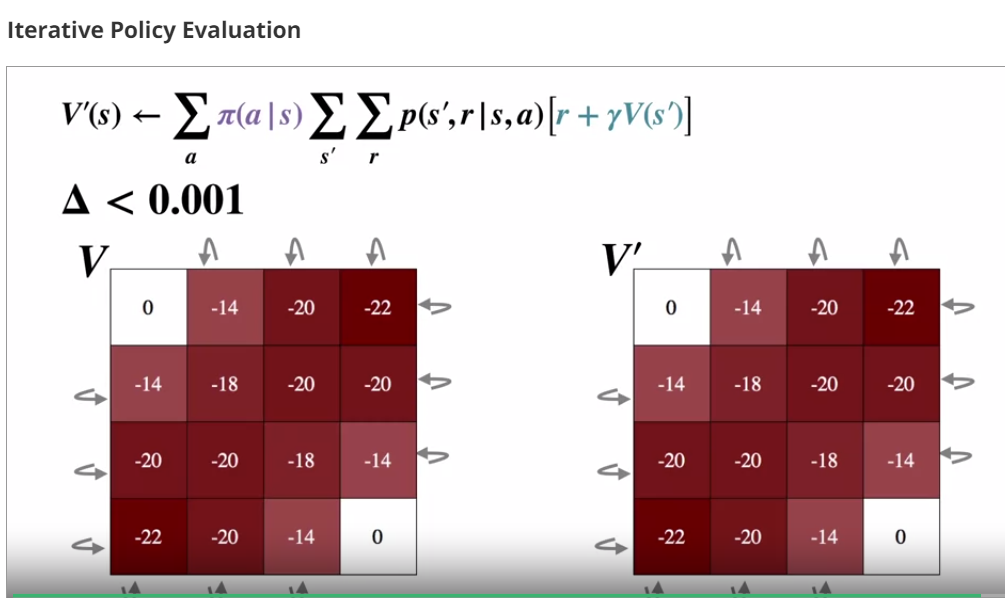 Iterative Policy Evaluation
V′(s) ← ∑ π(a | s) ∑ ∑ p(s′, r | s, a)[r + γV(s′)]
a s′ r
Δ < 0.001
V V′
0 -14 -20 -22 0 -14 -20 -22
-14 -18 -20 -20 -14 -18 -20 -20
-20 -20 -18 -14 -20 -20 -18 -14
-22 -20 -14 0 -22 -20 -14 0